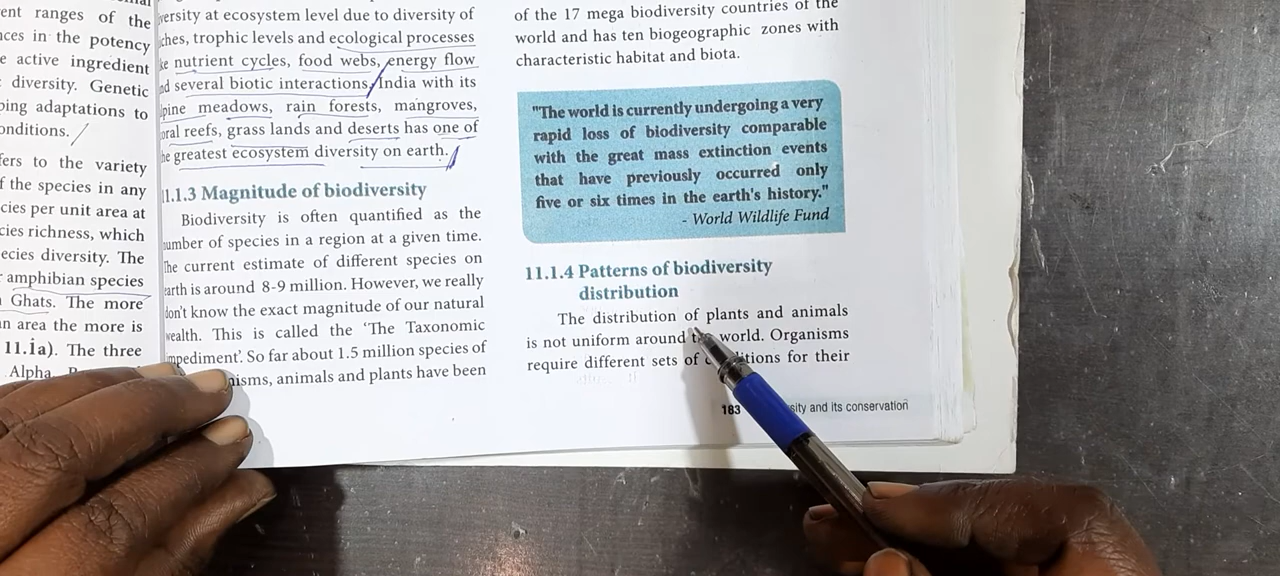 ent ranges of the
nces in the potency
e active ingredient
diversity. Genetic
ping adaptations to
onditions.
fers to the variety
f the species in any
cies per unit area at
cies richness, which
ecies diversity. The
amphibian species
Ghats. The more
an area the more is
11.1a). The three
Alpha,
versity at ecosystem level due to diversity of
ches, trophic levels and ecological processes
ke nutrient cycles, food webs, energy flow
nd several biotic interactions. India with its
lpine meadows, rain forests, mangroves,
oral reefs, grass lands and deserts has one of
he greatest ecosystem diversity on earth.
11.1.3 Magnitude of biodiversity
Biodiversity is often quantified as the
number of species in a region at a given time.
The current estimate of different species on
earth is around 8-9 million. However, we really
don't know the exact magnitude of our natural
wealth. This is called the 'The Taxonomic
mpediment'. So far about 1.5 million species of
nisms, animals and plants have been
of the 17 mega biodiversity countries of the
world and has ten biogeographic zones with
characteristic habitat and biota.
"The world is currently undergoing a very
rapid loss of biodiversity comparable
with the great mass extinction events
that have previously occurred only
five or six times in the earth's history."
- World Wildlife Fund
11.1.4 Patterns of biodiversity
distribution
The distribution of plants and animals
is not uniform around the world. Organisms
require different sets of conditions for their
183 sity and its conservation